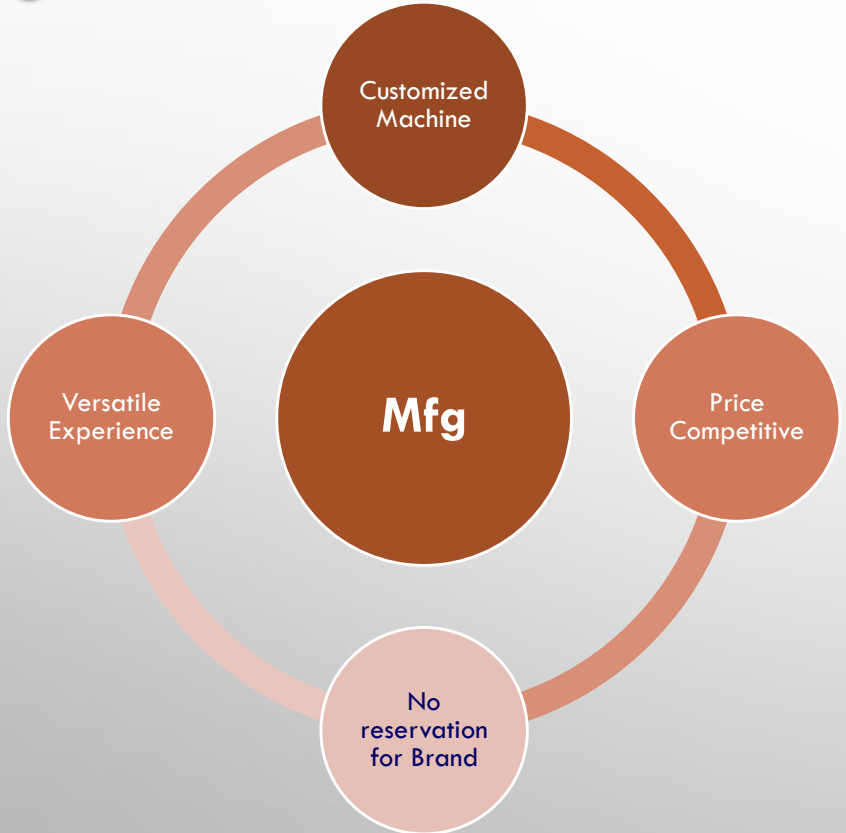 Customized
Machine
Versatile
Experience
Mfg
Price
Competitive
No
reservation
for Brand